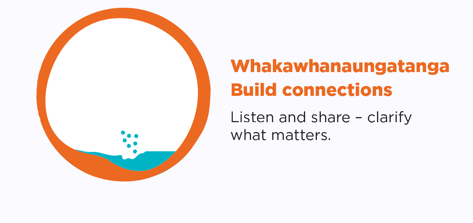 Whakawhanaungatanga
Build connections
Listen and share – clarify
what matters.